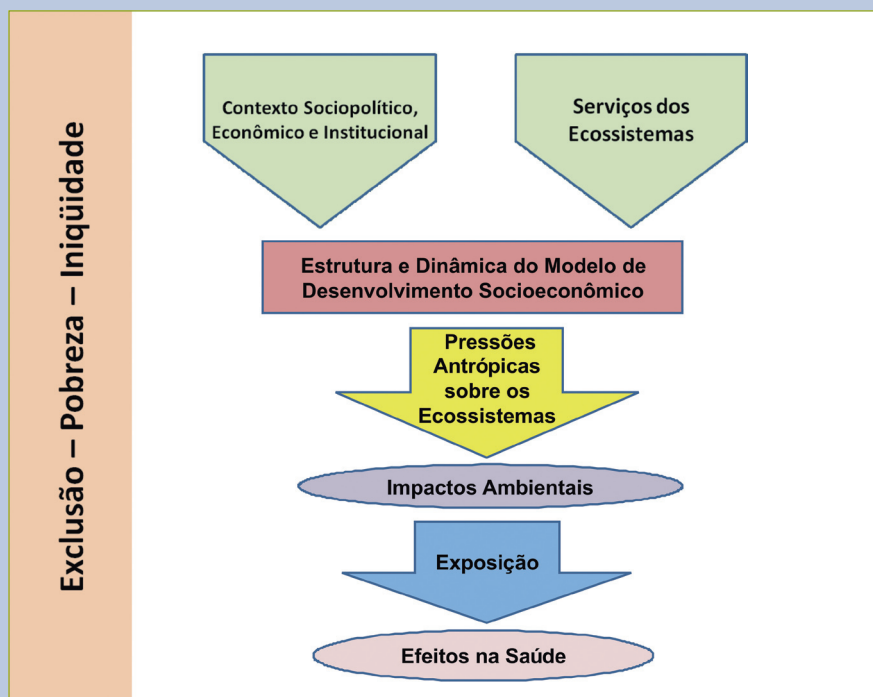 Exclusão – Pobreza – Iniqüidade
Contexto Sociopolítico,
Econômico e Institucional
Serviços dos
Ecossistemas
Estrutura e Dinâmica do Modelo de
Desenvolvimento Socioeconômico
Pressões
Antrópicas
sobre os
Ecossistemas
Impactos Ambientais
Exposição
Efeitos na Saúde